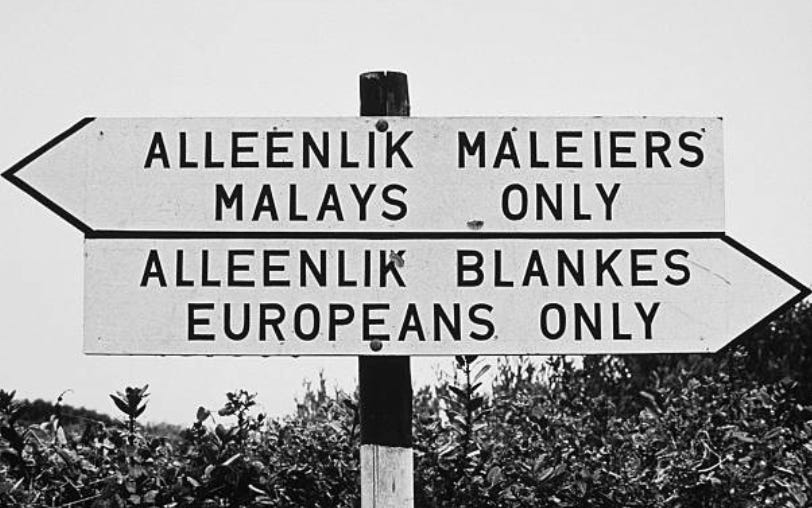 ALLEENLIK MALEIERS
MALAYS ONLY
ALLEENLIK BLANKES
EUROPEANS ONLY